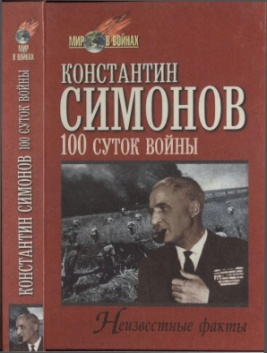 МИР
В ВОЙНАХ
КОНСТАНТИН СИМОНОВ 100 СУТОК ВОЙНЫ
МИР В ВОЙНАХ
КОНСТАНТИН
СИМОНОВ
100 СУТОК ВОЙНЫ
Неизвестные факты